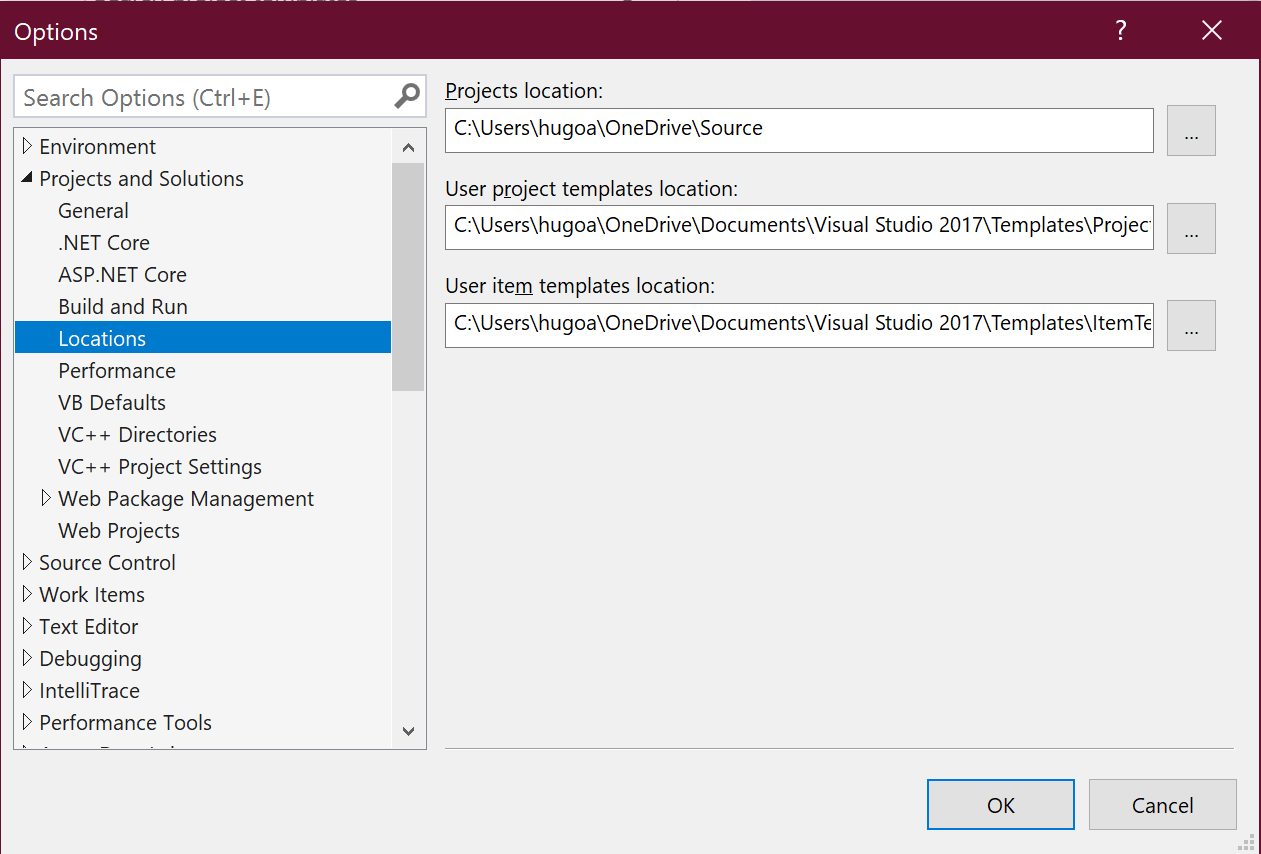 Options
?
Search Options (Ctrl+E)
Environment
Projects and Solutions
General
.NET Core
ASP.NET Core
Build and Run
Locations
Performance
VB Defaults
VC++ Directories
VC++ Project Settings
Web Package Management
Web Projects
Source Control
Work Items
Text Editor
Debugging
IntelliTrace
Performance Tools
Projects location:
C:\Users\hugoa\OneDrive\Source
...
User project templates location:
C:\Users\hugoa\OneDrive\Documents\Visual Studio 2017\Templates\Projec
...
User item templates location:
C:\Users\hugoa\OneDrive\Documents\Visual Studio 2017\Templates\ItemTe
...
OK
Cancel